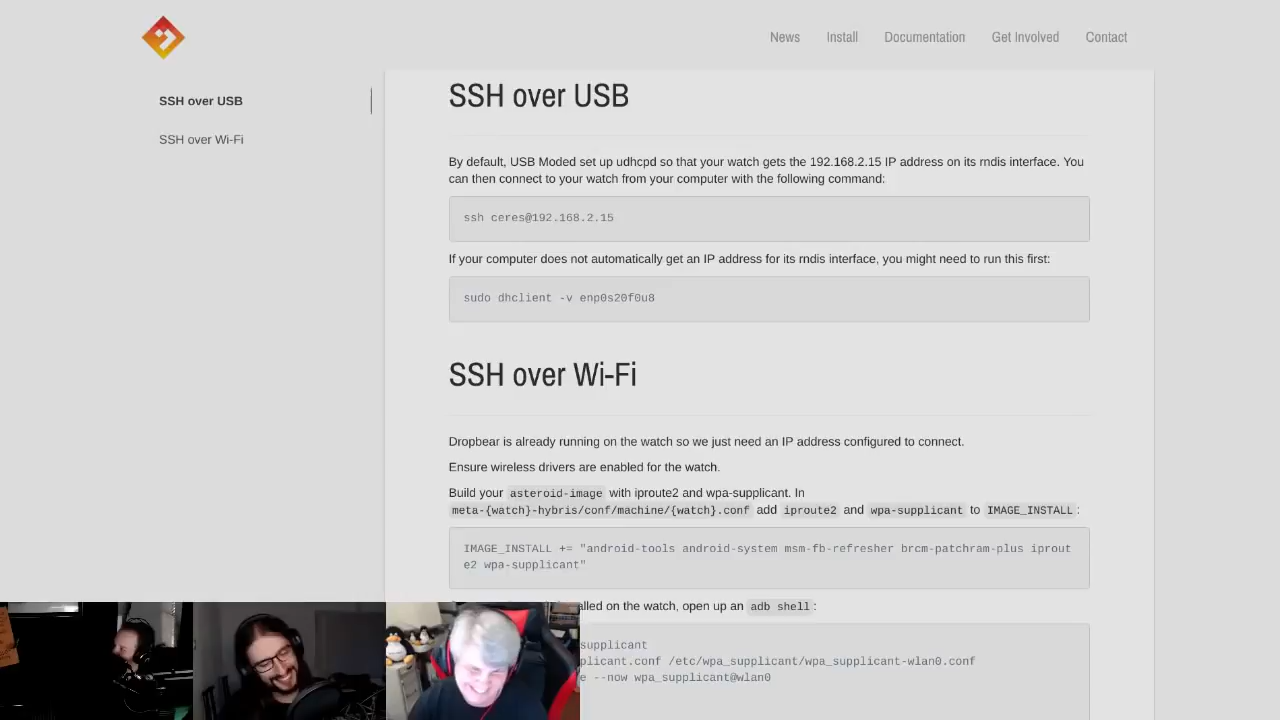 News Install Documentation Get Involved Contact
SSH over USB
SSH over Wi-Fi
SSH over USB
By default, USB Moded set up udhcpd so that your watch gets the 192.168.2.15 IP address on its rndis interface. You
can then connect to your watch from your computer with the following command:
ssh ceres@192.168.2.15
If your computer does not automatically get an IP address for its rndis interface, you might need to run this first:
sudo dhclient -v enp0s20f0u8
SSH over Wi-Fi
Dropbear is already running on the watch so we just need an IP address configured to connect.
Ensure wireless drivers are enabled for the watch.
Build your asteroid-image with iproute2 and wpa-supplicant. In
meta-{watch}-hybris/conf/machine/{watch}.conf add iproute2 and wpa-supplicant to IMAGE_INSTALL:
IMAGE_INSTALL += "android-tools android-system msm-fb-refresher brcm-patchram-plus iprout
e2 wpa-supplicant"
alled on the watch, open up an adb shell:
supplicant
plicant.conf /etc/wpa_supplicant/wpa_supplicant-wlan0.conf
e --now wpa_supplicant@wlan0